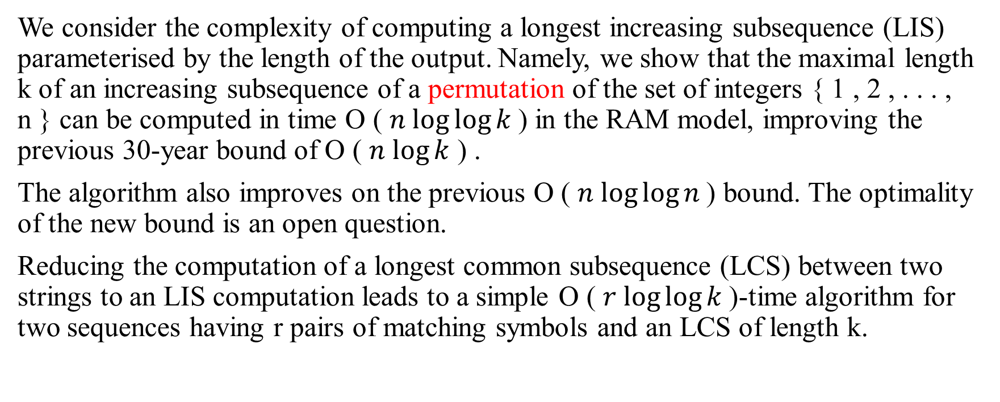 We consider the complexity of computing a longest increasing subsequence (LIS)
parameterised by the length of the output. Namely, we show that the maximal length
k of an increasing subsequence of a permutation of the set of integers { 1 , 2 , . . . ,
n } can be computed in time O ( n log log k ) in the RAM model, improving the
previous 30-year bound of O ( n log k ) .
The algorithm also improves on the previous O ( n log log n ) bound. The optimality
of the new bound is an open question.
Reducing the computation of a longest common subsequence (LCS) between two
strings to an LIS computation leads to a simple O ( r log log k )-time algorithm for
two sequences having r pairs of matching symbols and an LCS of length k.